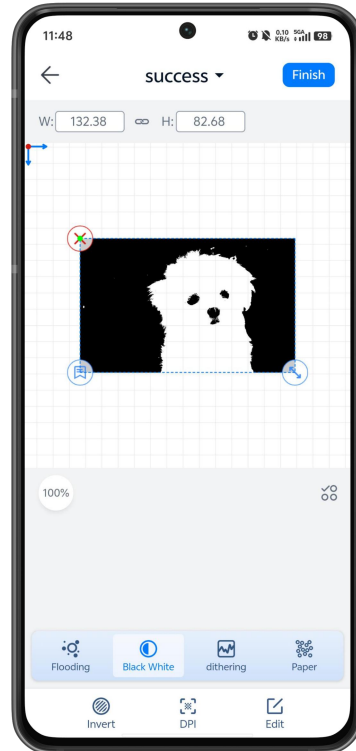 11:48
0.10 KB/s 5GA 98
success
Finish
W: 132.38 H: 82.68
100%
Flooding Black White dithering Paper
Invert DPI Edit